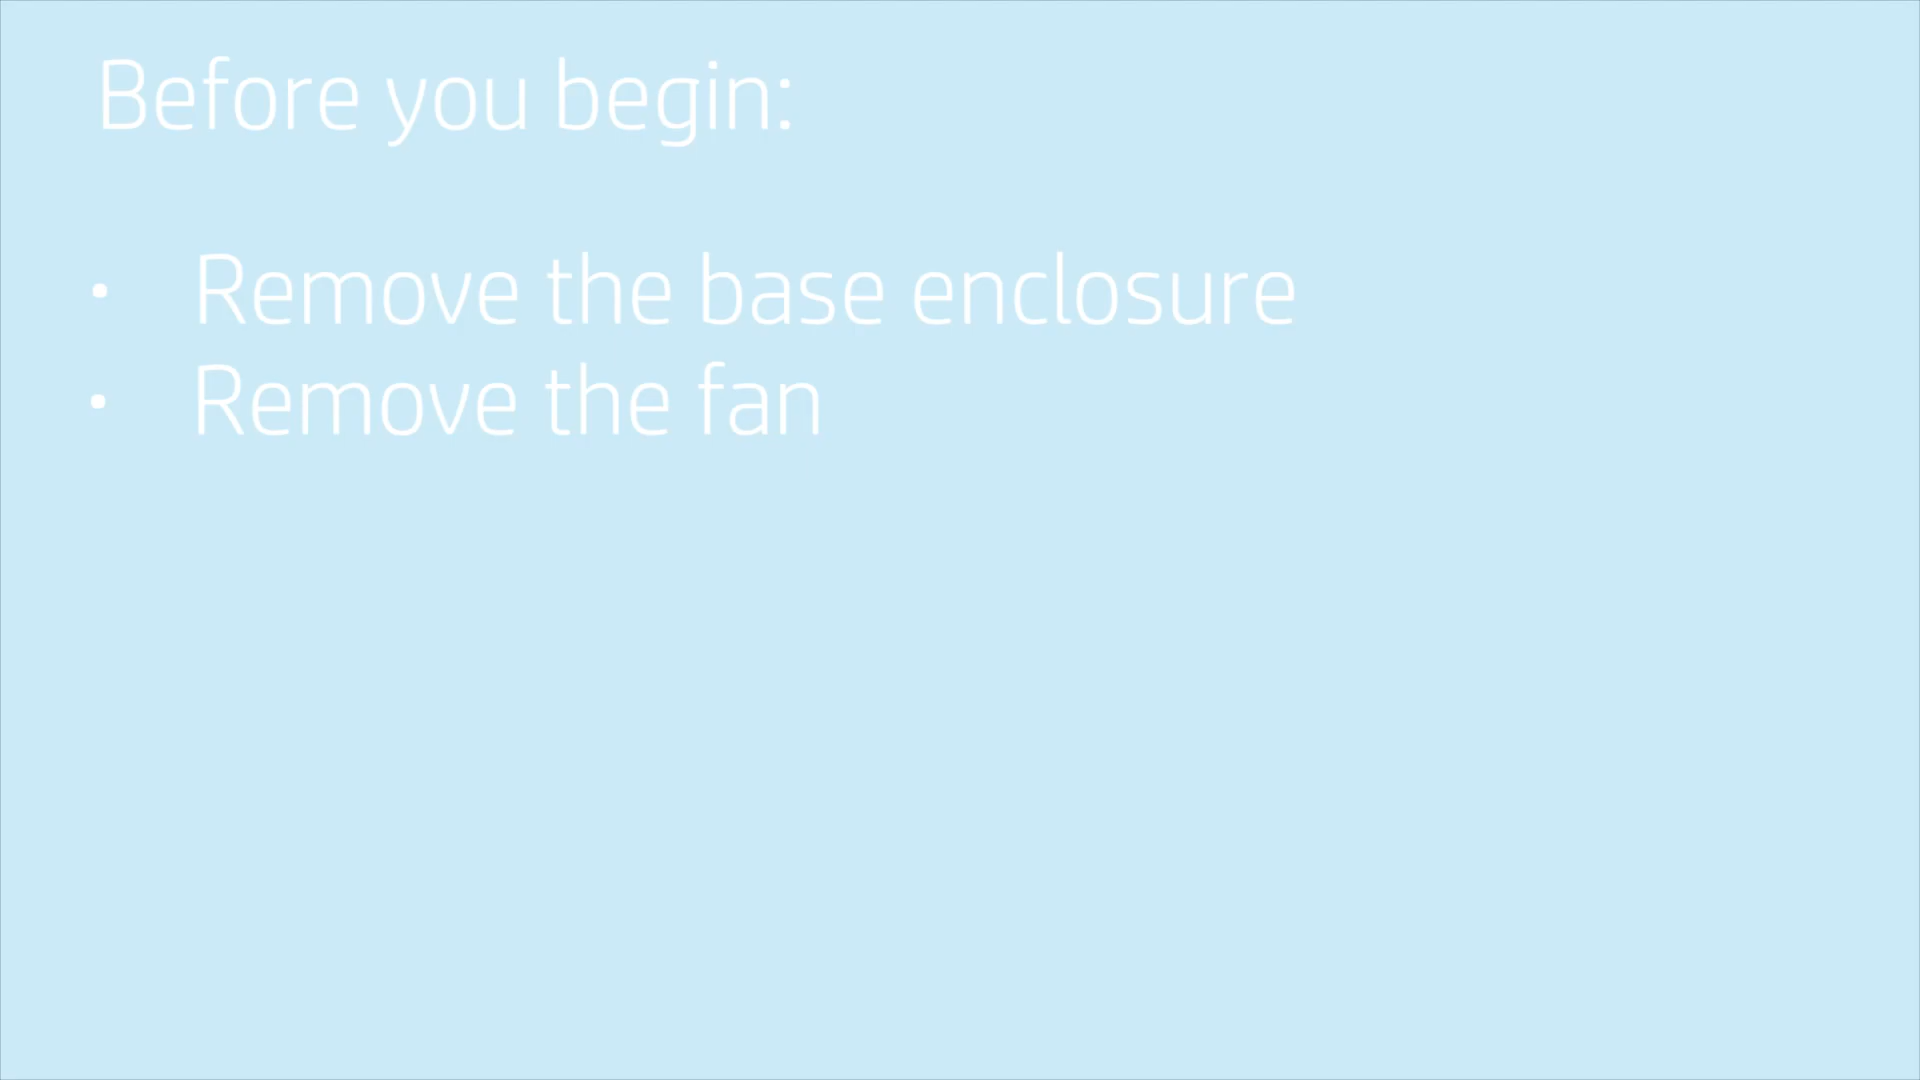 Before you begin:
• Remove the base enclosure
• Remove the fan